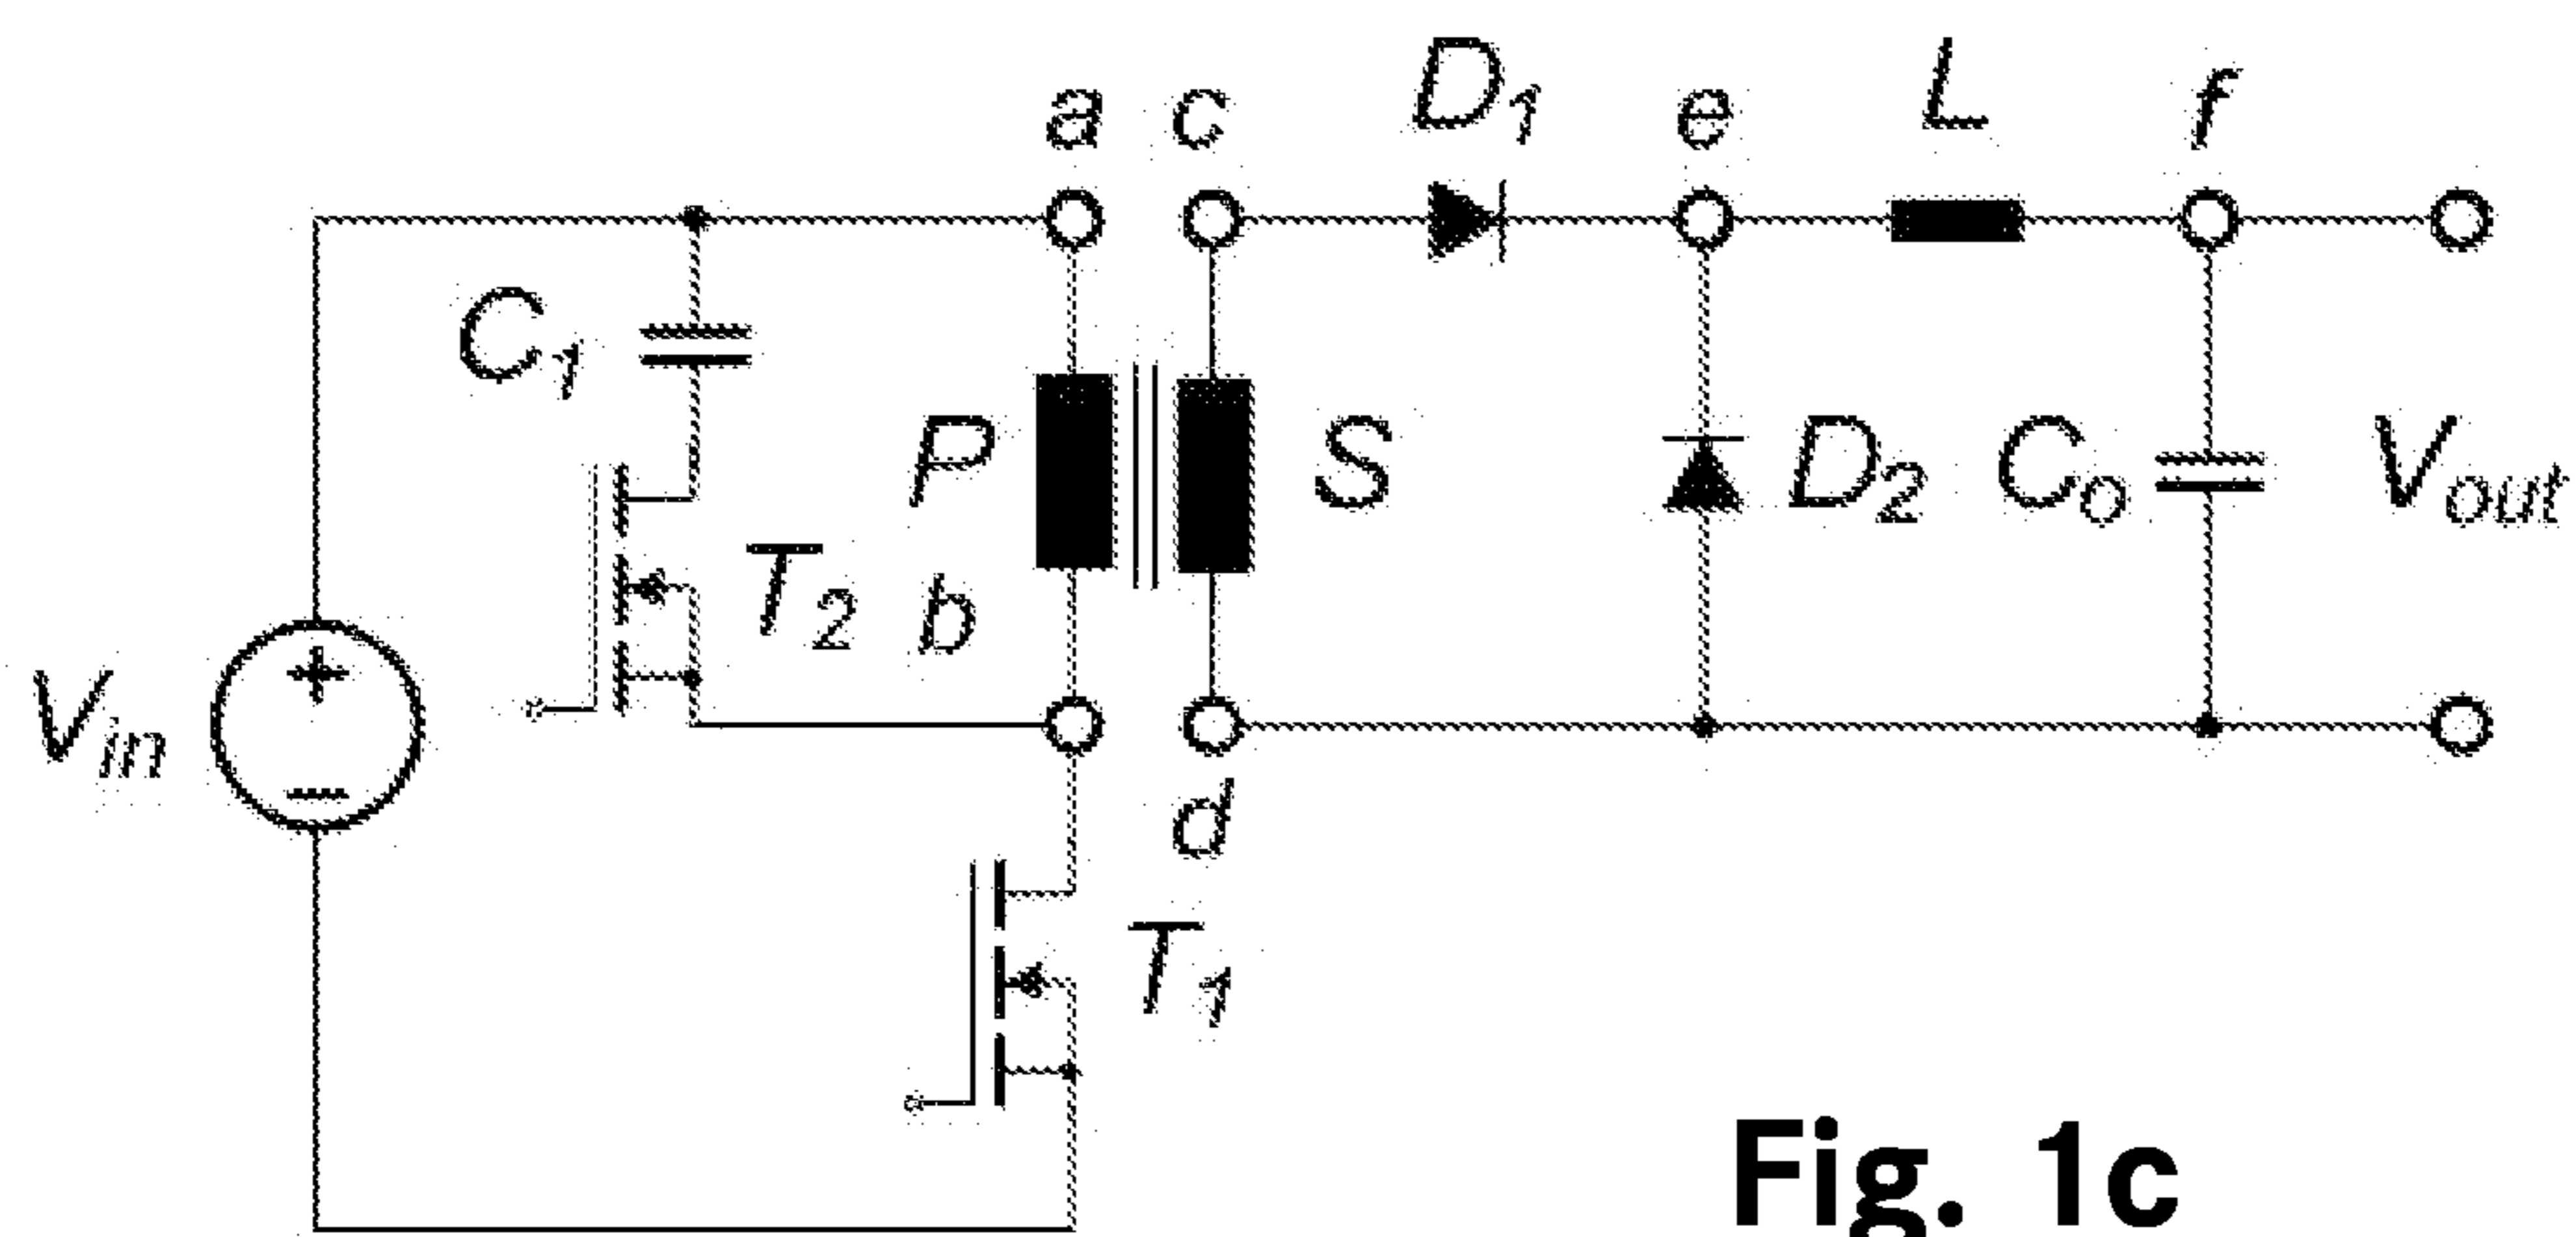 a c D1 e L f
C1
P S D2 Co Vout
T2 b
Vin + −
d
T1
Fig. 1c